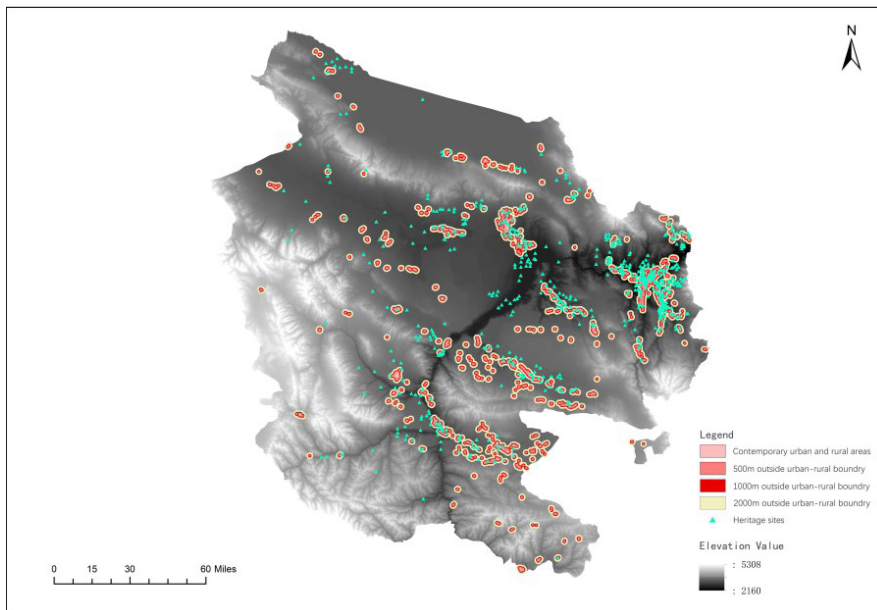 N
Legend
Contemporary urban and rural areas
500m outside urban-rural boundry
1000m outside urban-rural boundry
2000m outside urban-rural boundry
Heritage sites
Elevation Value
: 5308
: 2160
0 15 30 60 Miles